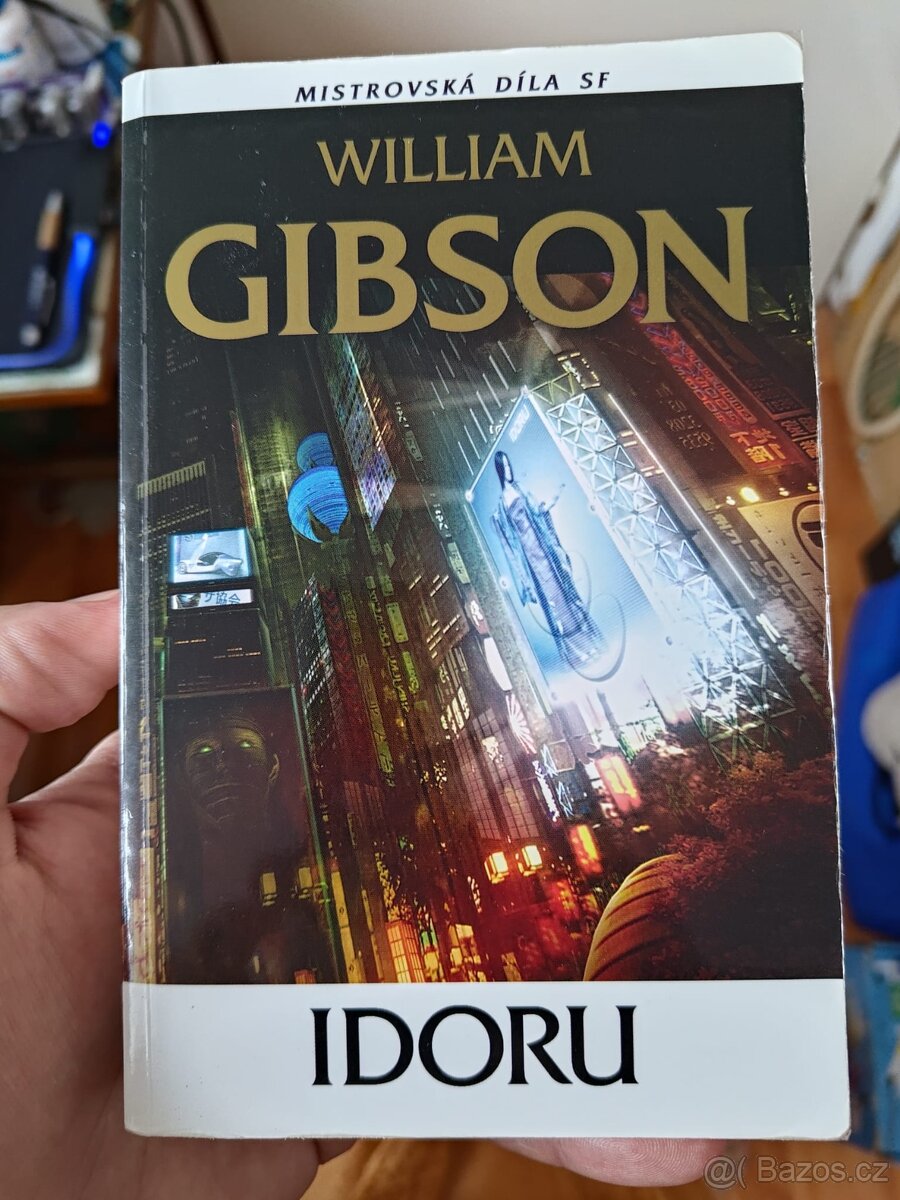 MISTROVSKÁ DÍLA SF
WILLIAM
GIBSON
IDORU
@( Bazos.cz